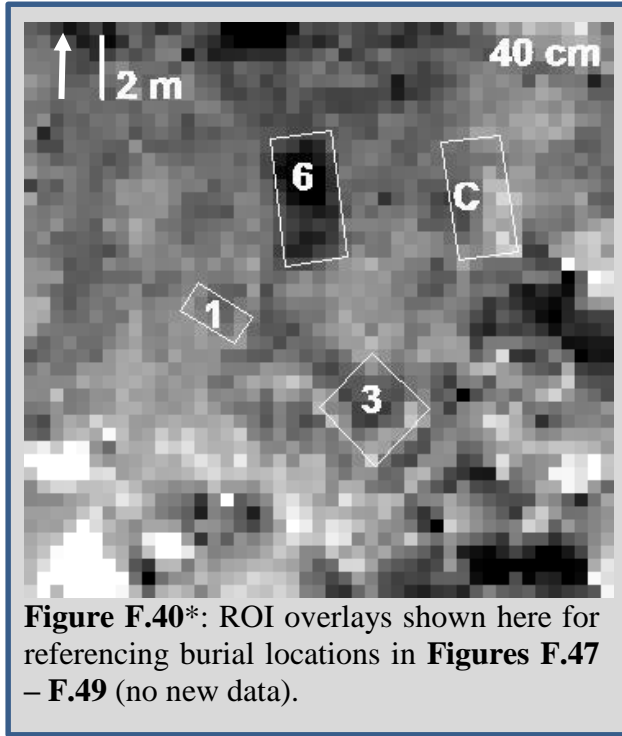 40 cm
2 m
6
C
1
3
Figure F.40*: ROI overlays shown here for
referencing burial locations in Figures F.47
– F.49 (no new data).